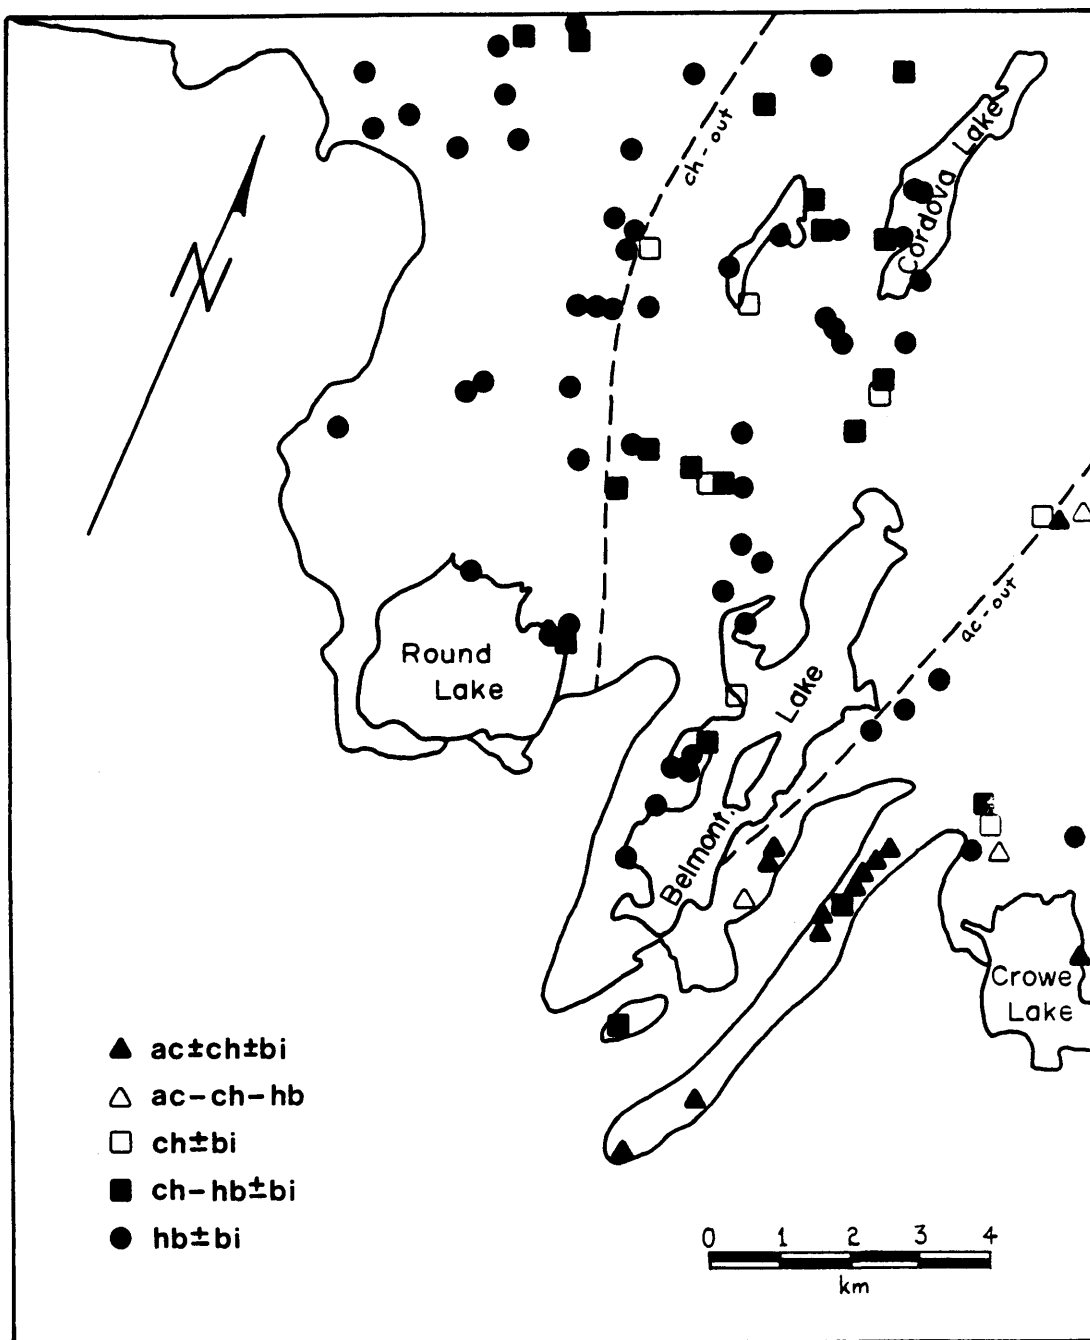 ch - out
Cordova Lake
N
ac - out
Round
Lake
Belmont Lake
Crowe
Lake
ac±ch±bi
ac-ch-hb
ch±bi
ch-hb±bi
hb±bi
0 1 2 3 4
km